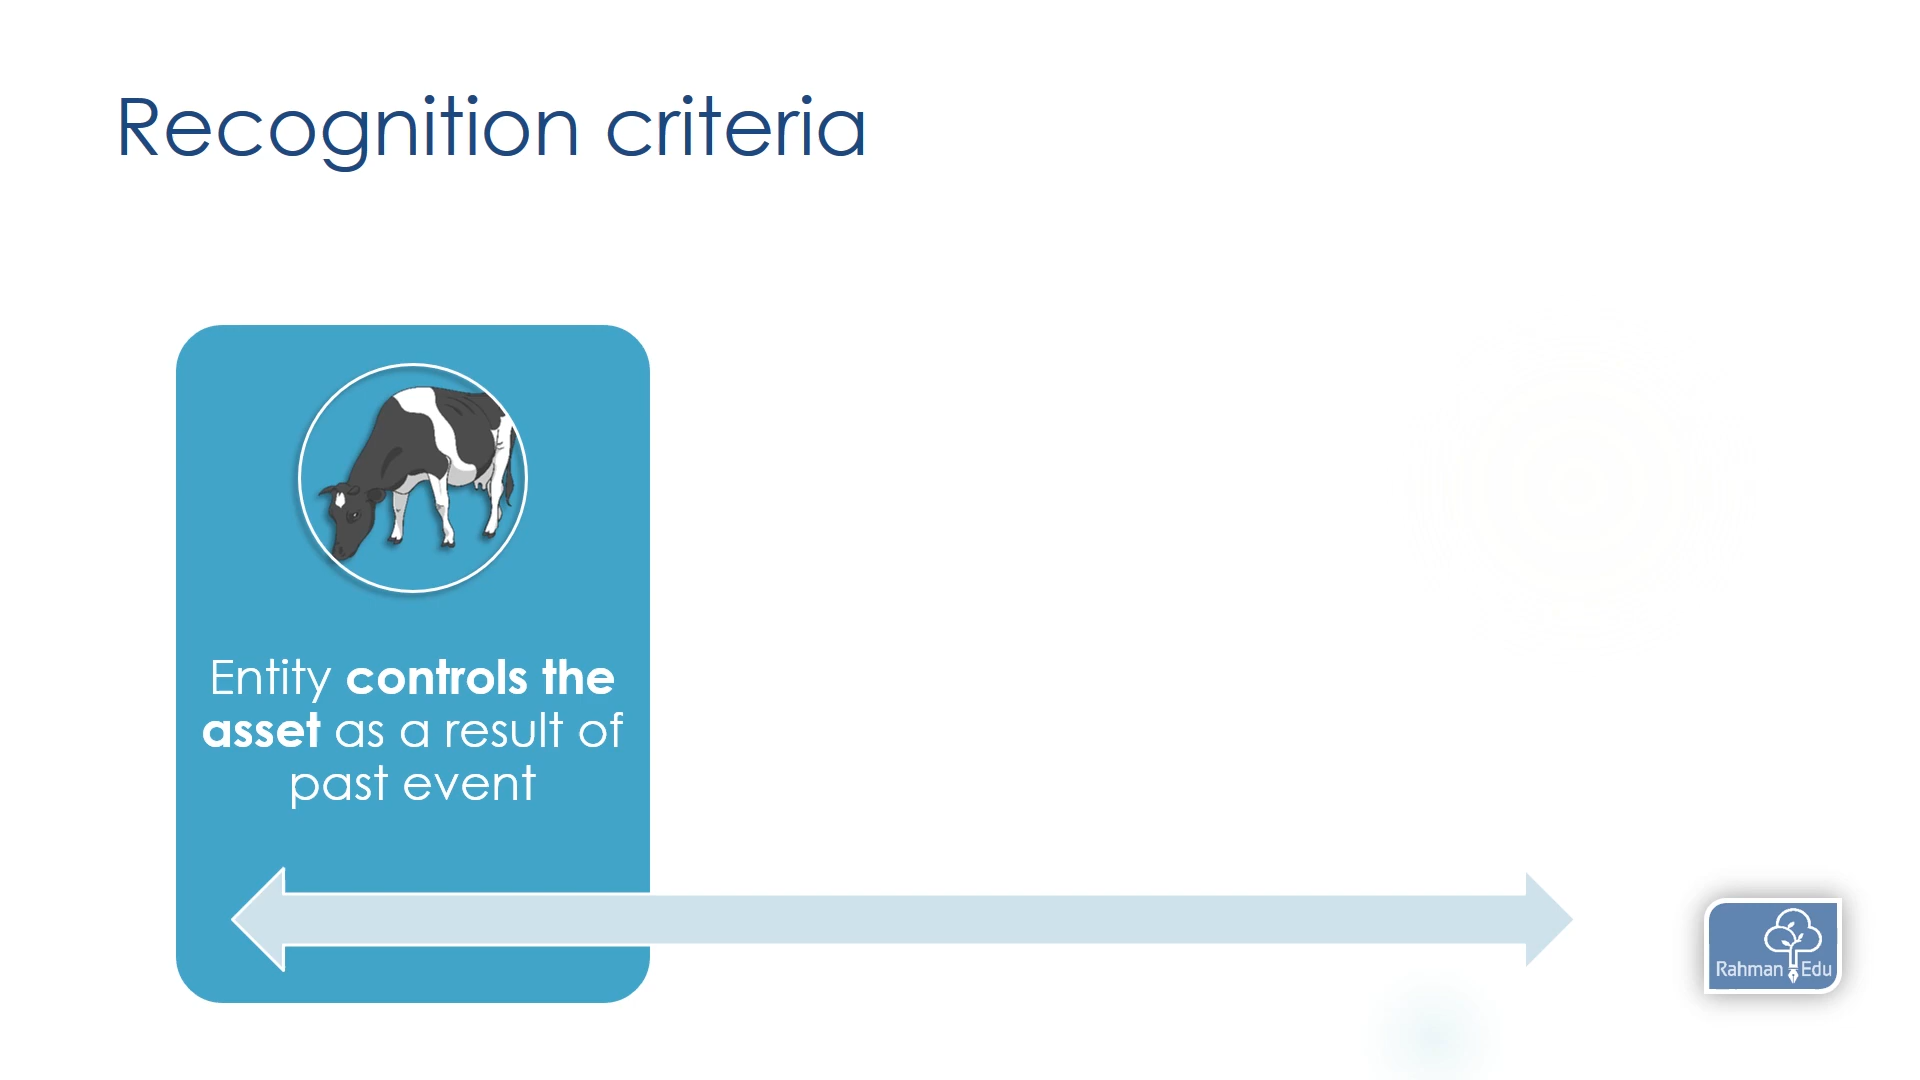 Recognition criteria
Entity controls the
asset as a result of
past event
Rahman Edu